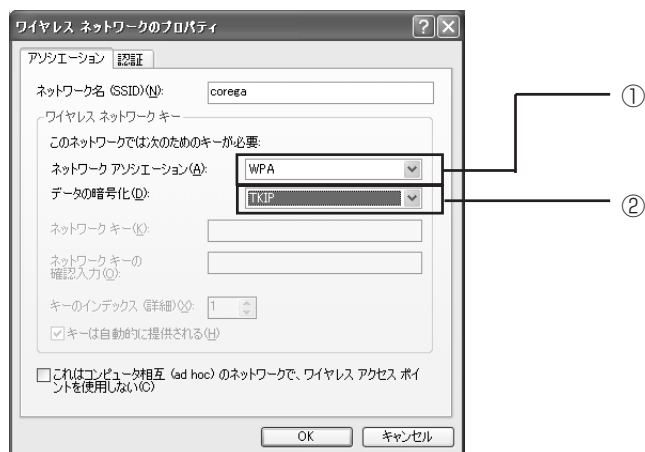 ワイヤレス ネットワークのプロパティ
アソシエーション 認証
ネットワーク名 (SSID)(N): corega
ワイヤレス ネットワーク キー
このネットワークでは次のためのキーが必要:
ネットワーク アソシエーション(A): WPA ①
データの暗号化(D): TKIP ②
ネットワーク キー(K):
ネットワーク キーの
確認入力(O):
キーのインデックス (詳細)(X): 1
キーは自動的に提供される(H)
これはコンピュータ相互 (ad hoc) のネットワークで、ワイヤレス アクセス ポイ
ントを使用しない(C)
OK キャンセル